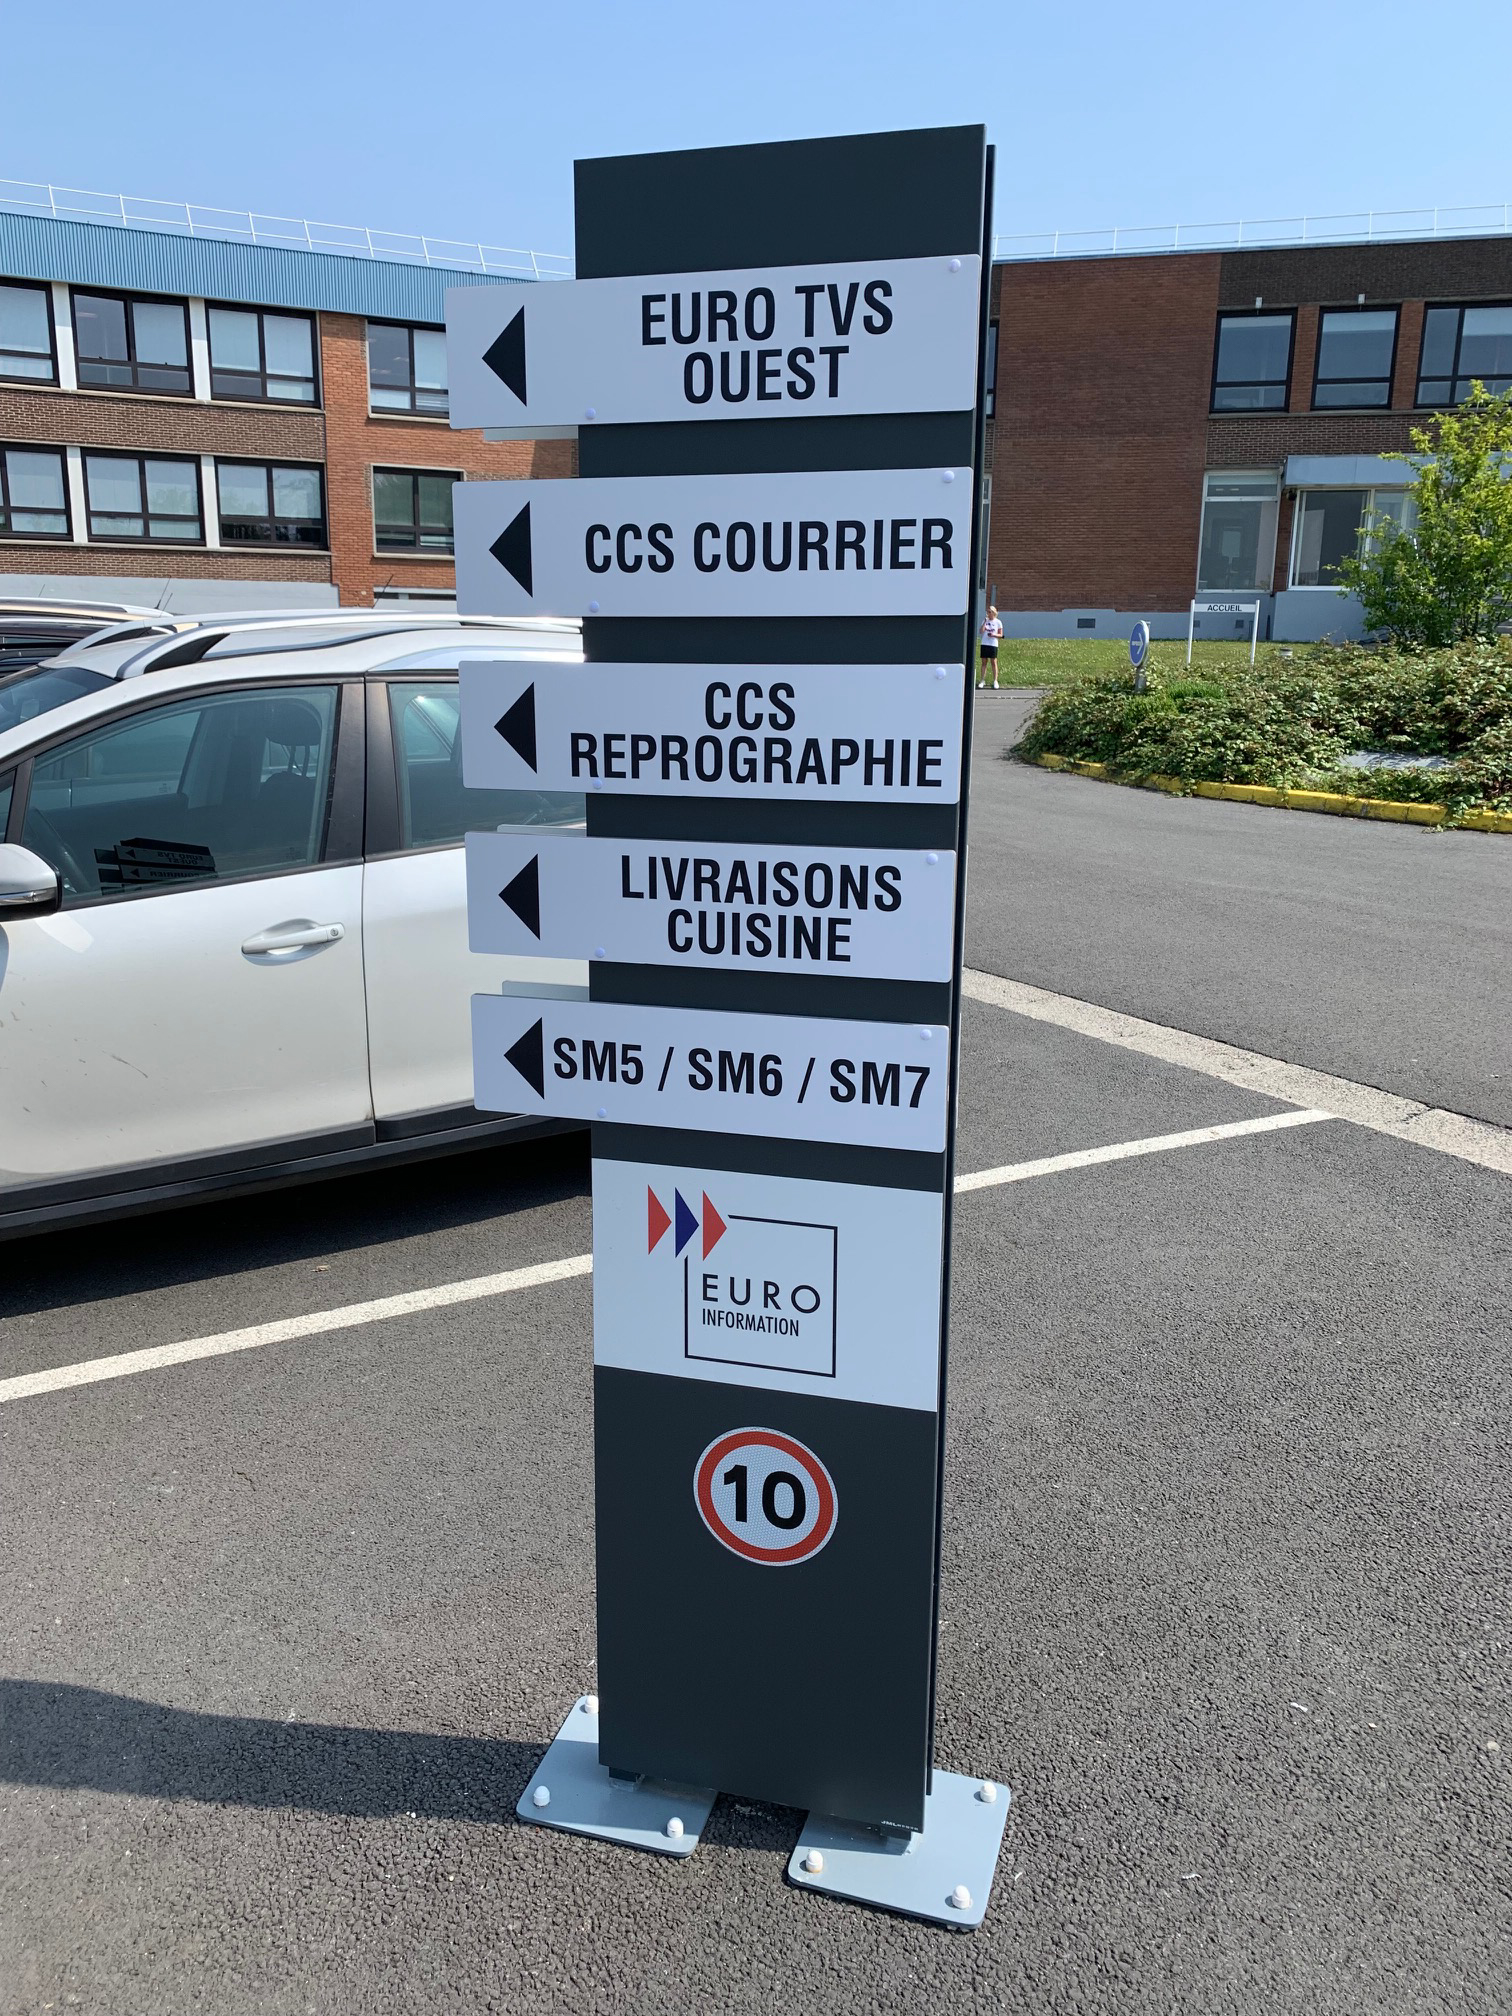 EURO TVS
OUEST
CCS COURRIER
CCS
REPROGRAPHIE
LIVRAISONS
CUISINE
SM5 / SM6 / SM7
EURO
INFORMATION
10
ACCUEIL